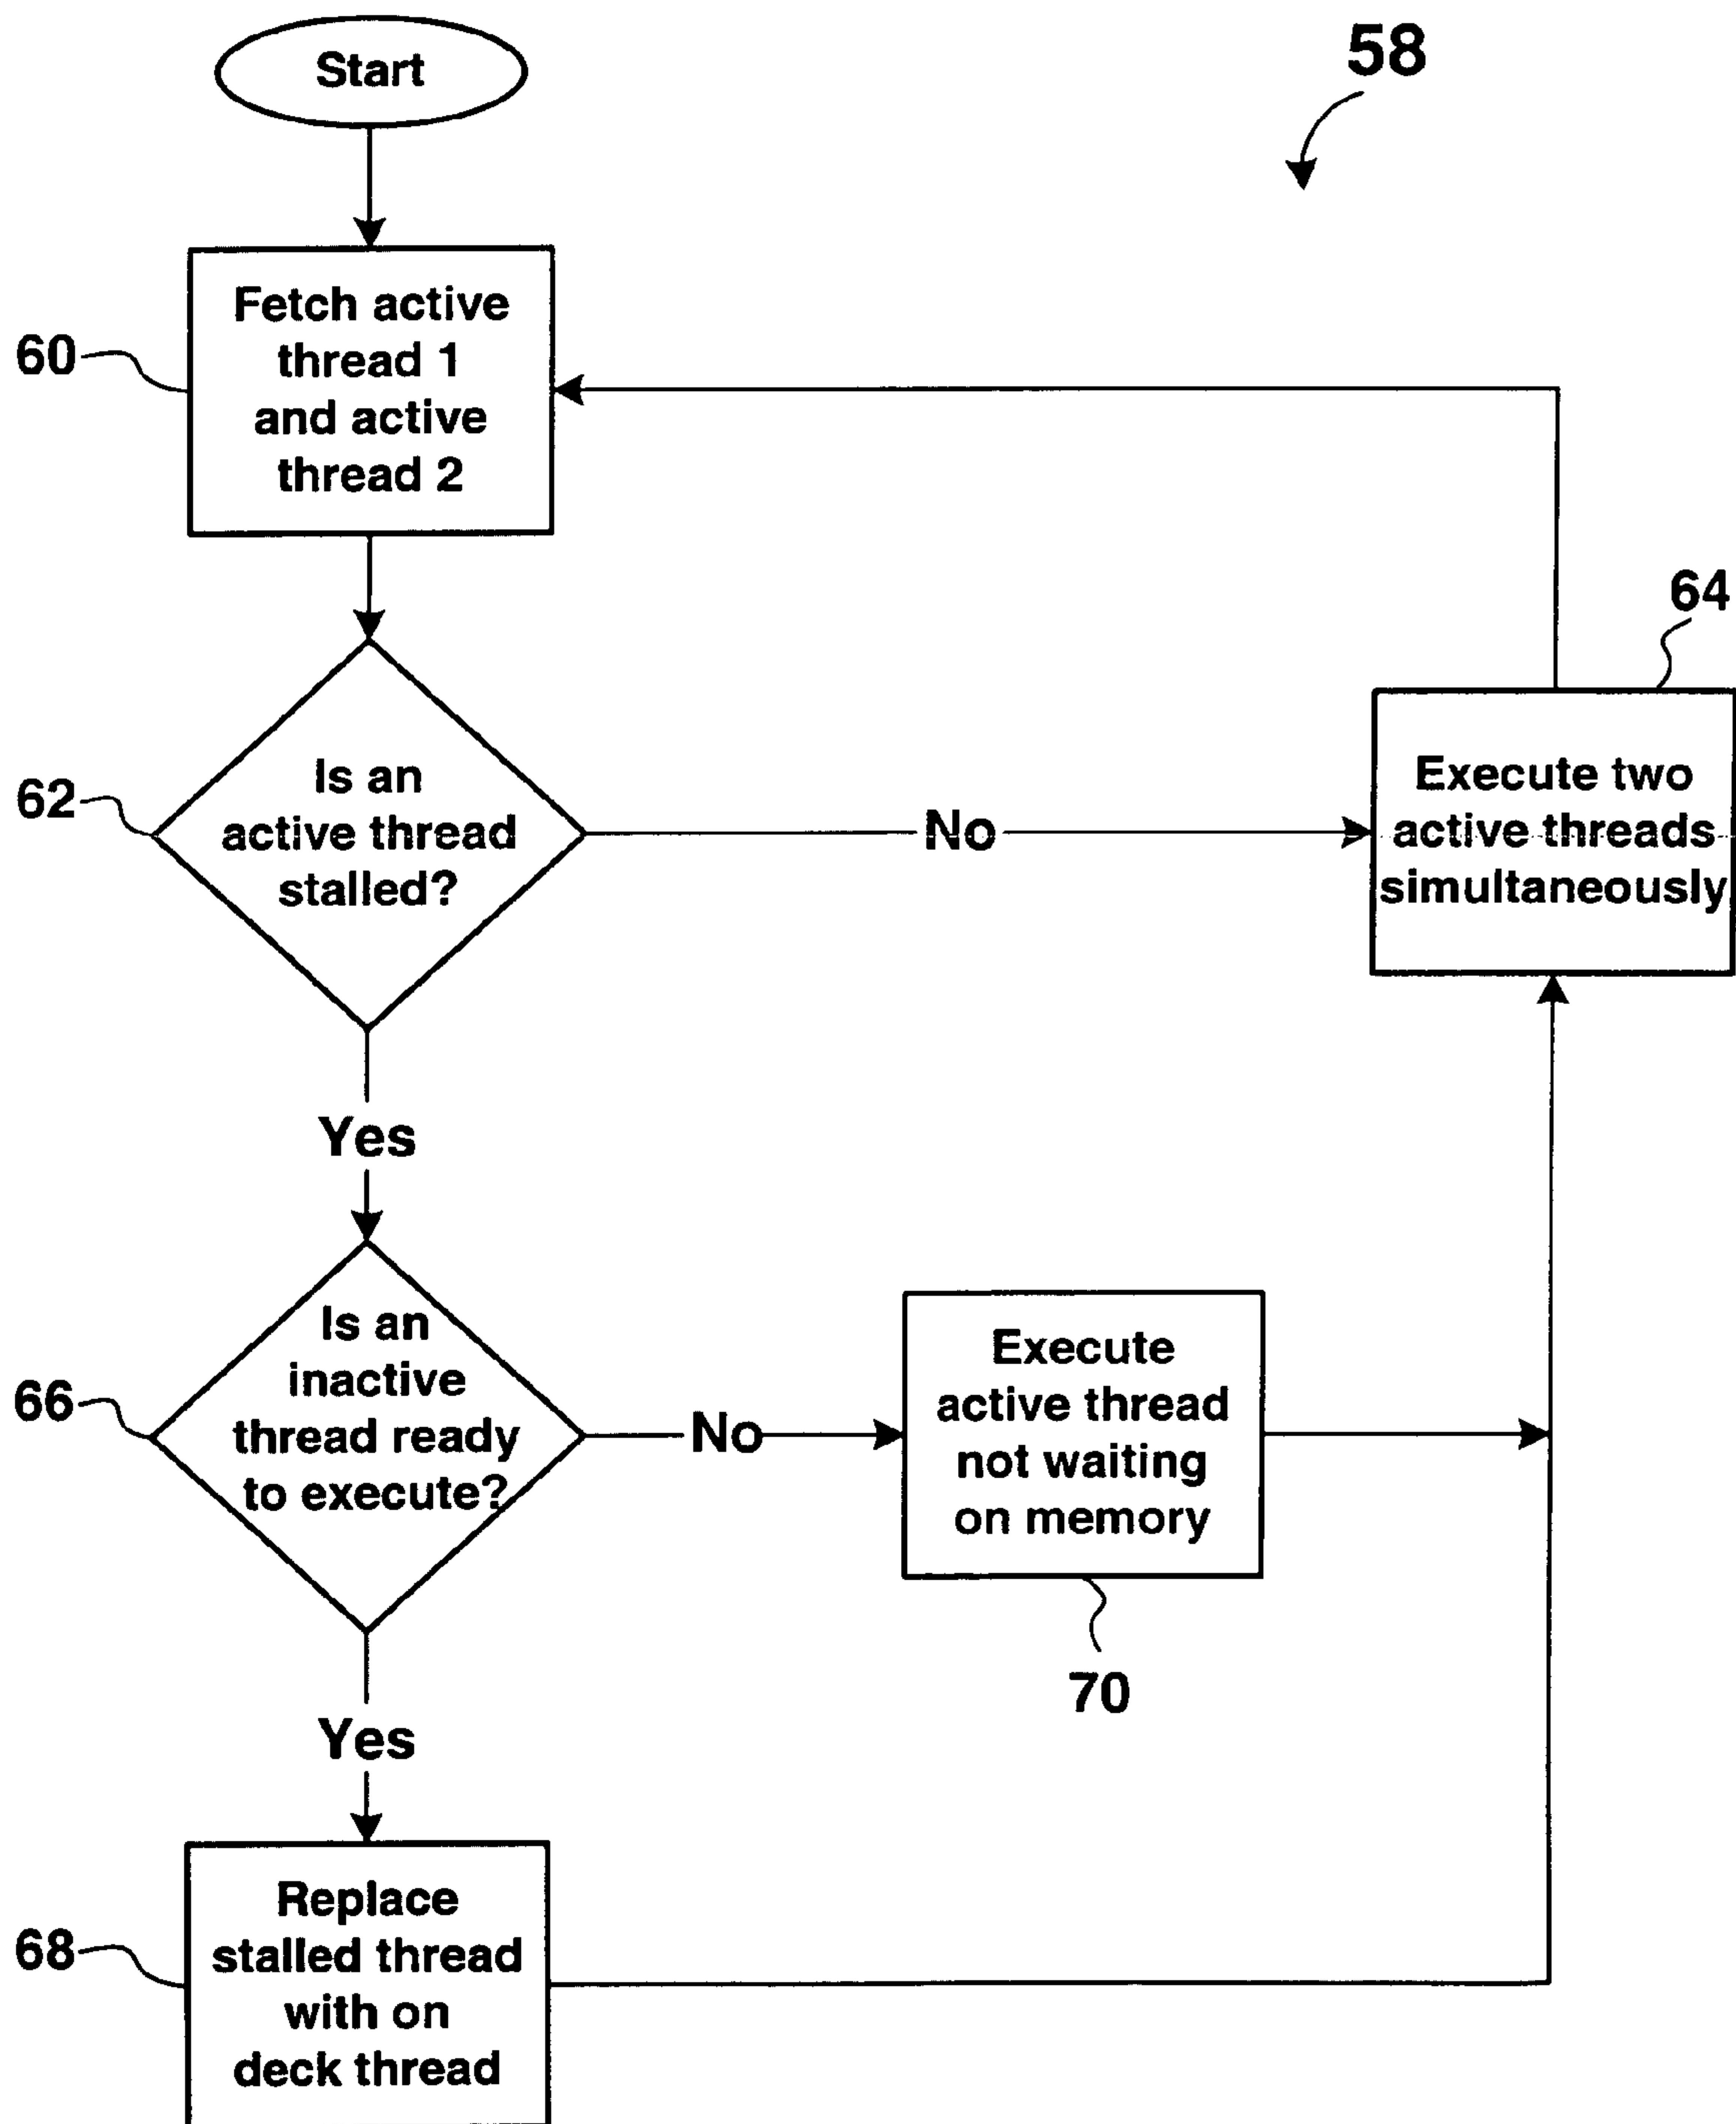 Start
58
Fetch active
thread 1
and active
thread 2
60
64
Is an
active thread
stalled?
62
No
Execute two
active threads
simultaneously
Yes
Is an
inactive
thread ready
to execute?
66
No
Execute
active thread
not waiting
on memory
70
Yes
Replace
stalled thread
with on
deck thread
68